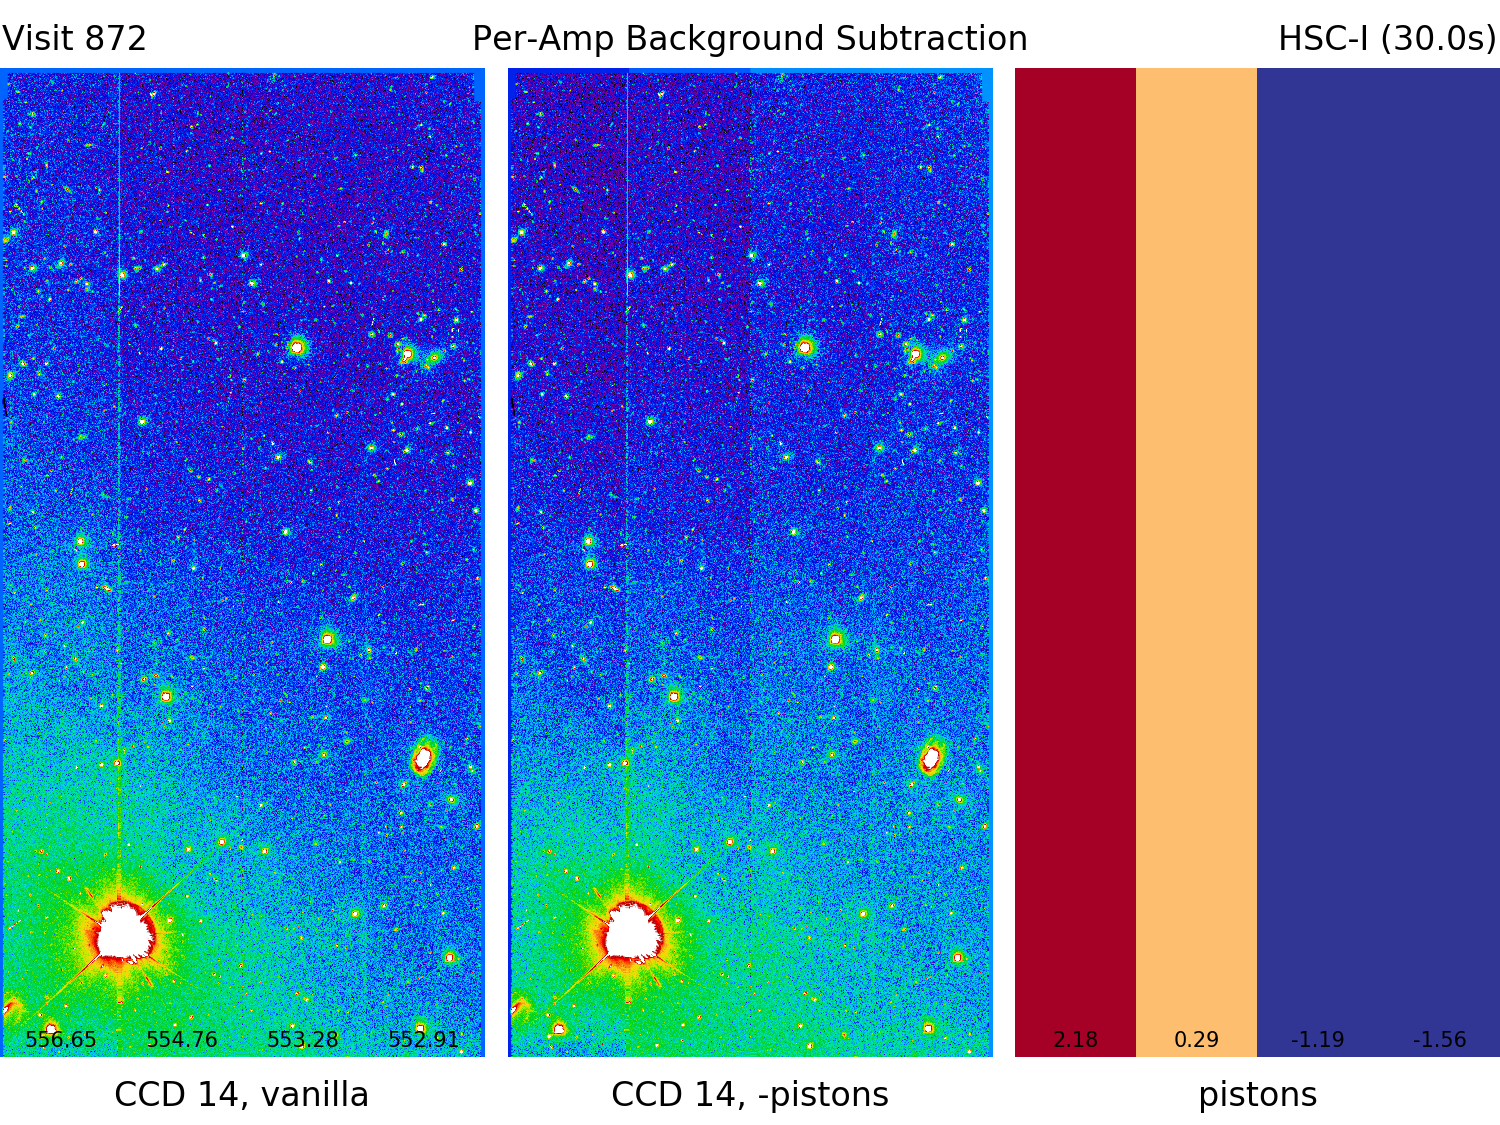 Visit 872 Per-Amp Background Subtraction HSC-I (30.0s)
556.65 554.76 553.28 552.91 2.18 0.29 -1.19 -1.56
CCD 14, vanilla CCD 14, -pistons pistons